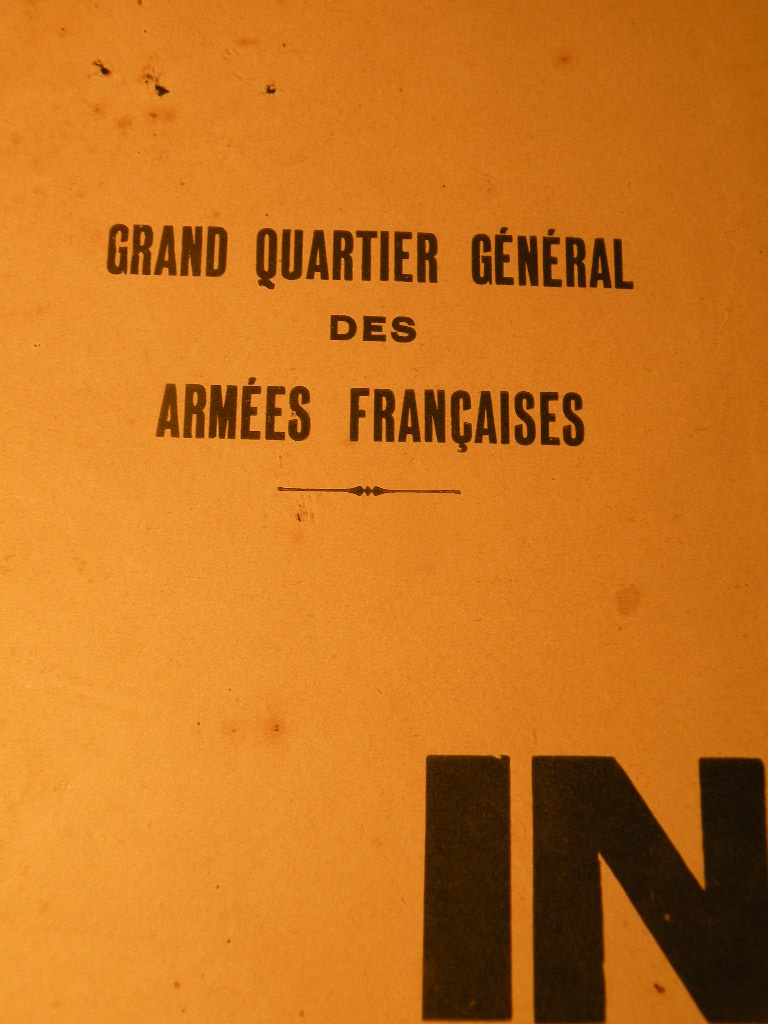 GRAND QUARTIER GÉNÉRAL
DES
ARMÉES FRANÇAISES
IN